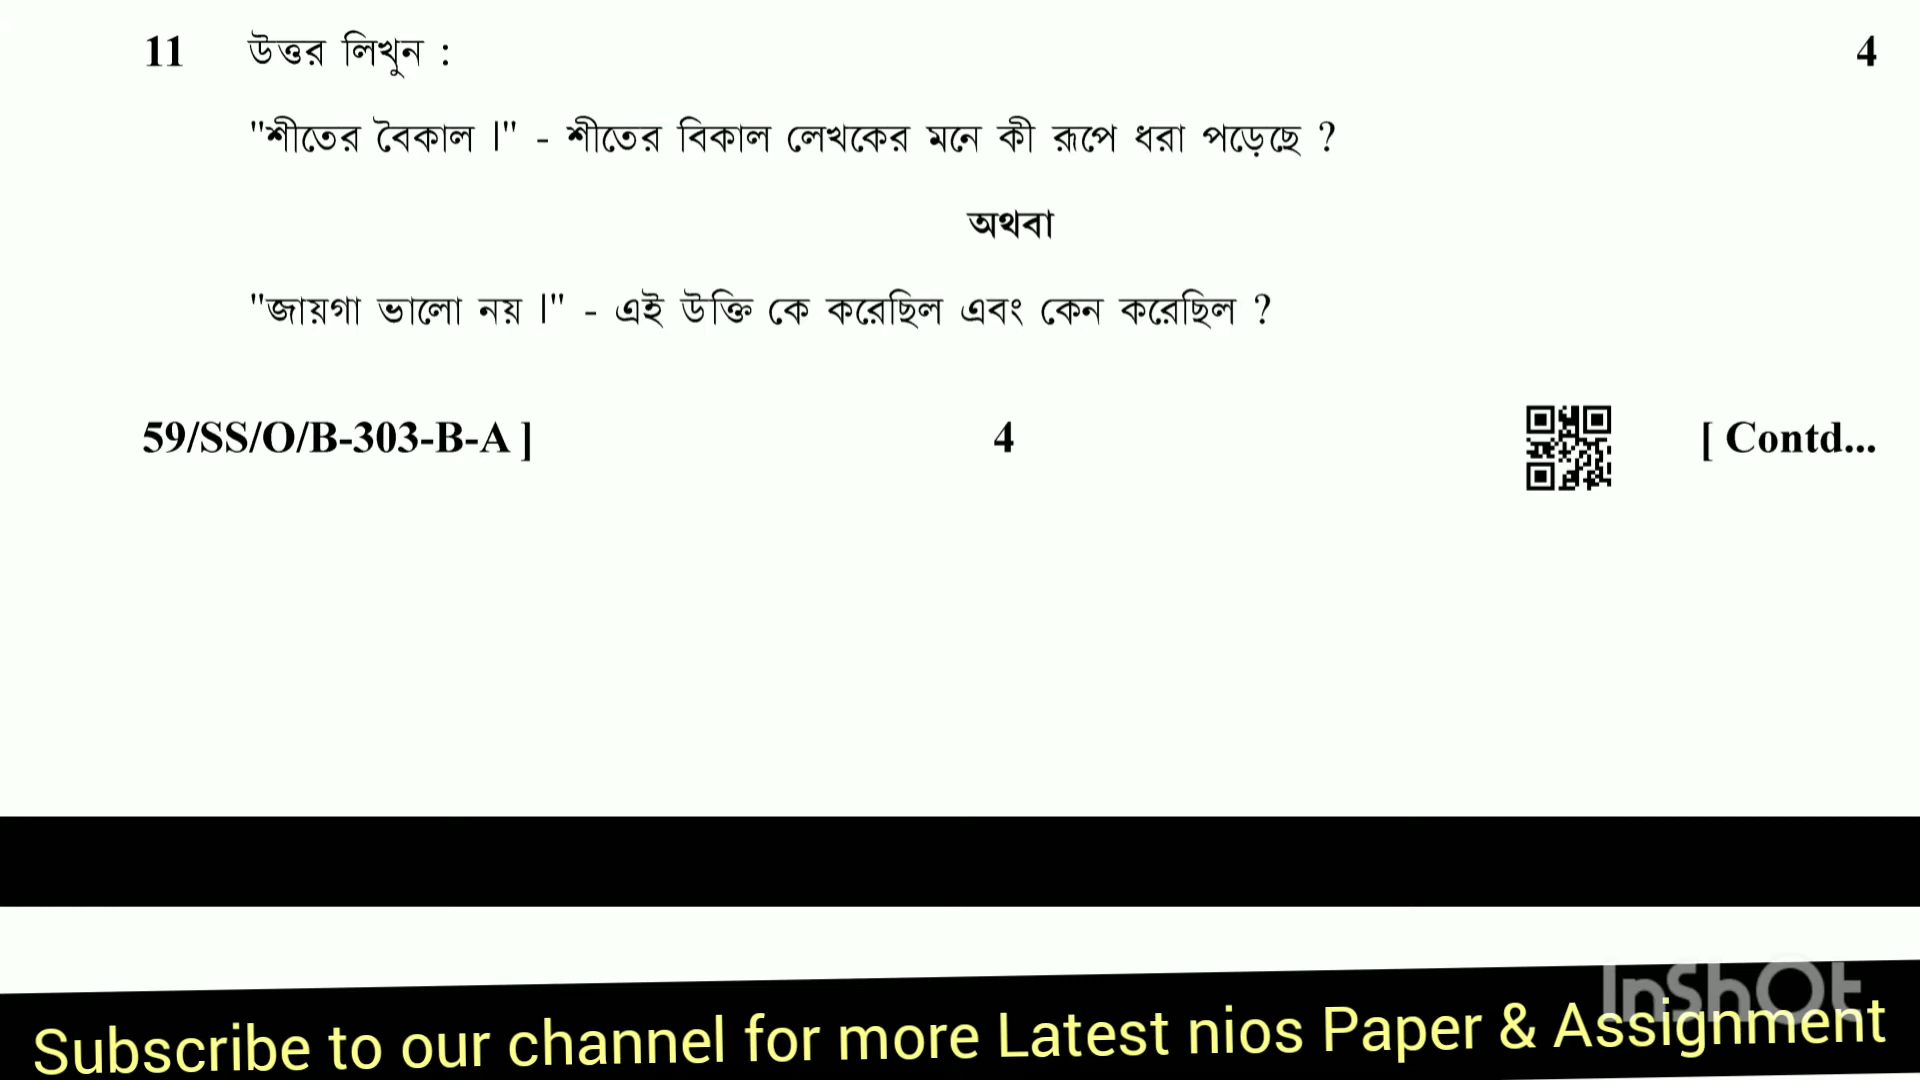 11 উত্তর লিখুন : 4
"শীতের বৈকাল ।" - শীতের বিকাল লেখকের মনে কী রূপে ধরা পড়েছে ?
অথবা
"জায়গা ভালো নয় ।" - এই উক্তি কে করেছিল এবং কেন করেছিল ?
59/SS/O/B-303-B-A ] 4 [ Contd...
InShOt
Subscribe to our channel for more Latest nios Paper & Assignment